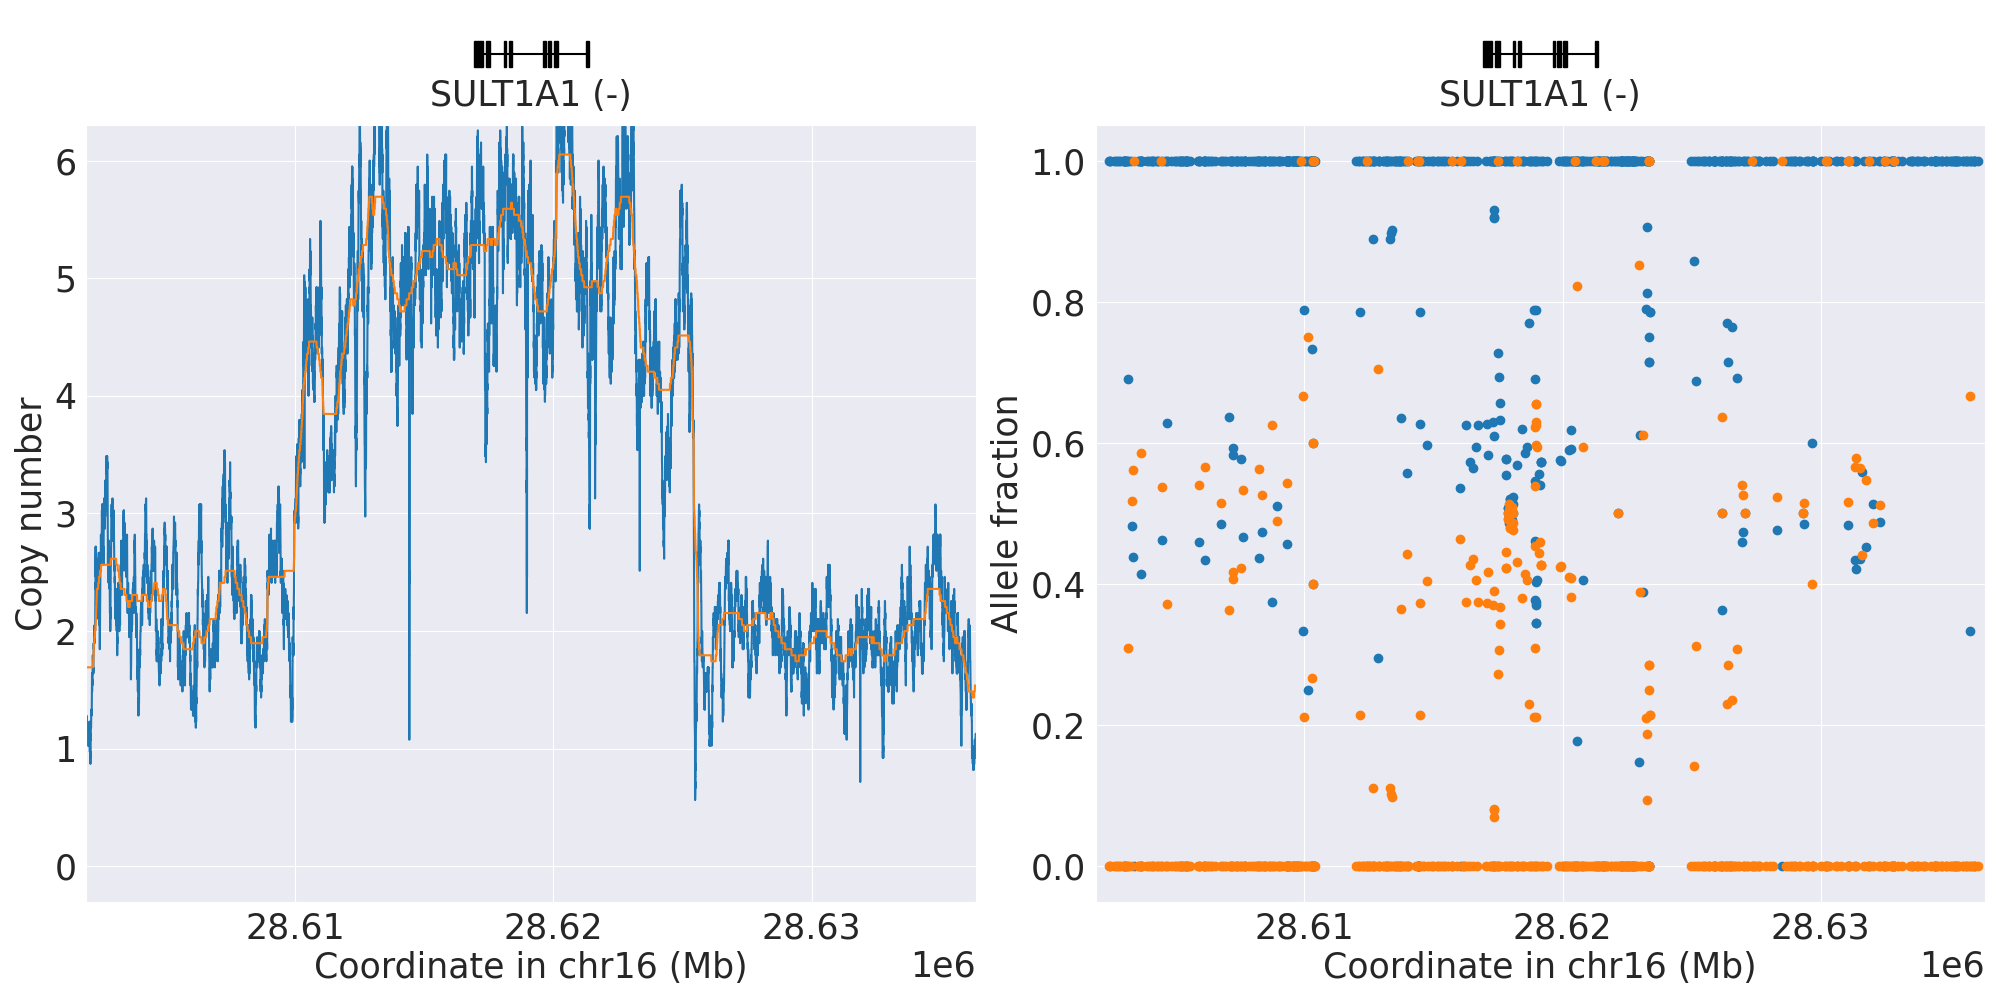 SULT1A1 (-)
Copy number
6
5
4
3
2
1
0
28.61
28.62
28.63
Coordinate in chr16 (Mb)
1e6
SULT1A1 (-)
Allele fraction
1.0
0.8
0.6
0.4
0.2
0.0
28.61
28.62
28.63
Coordinate in chr16 (Mb)
1e6